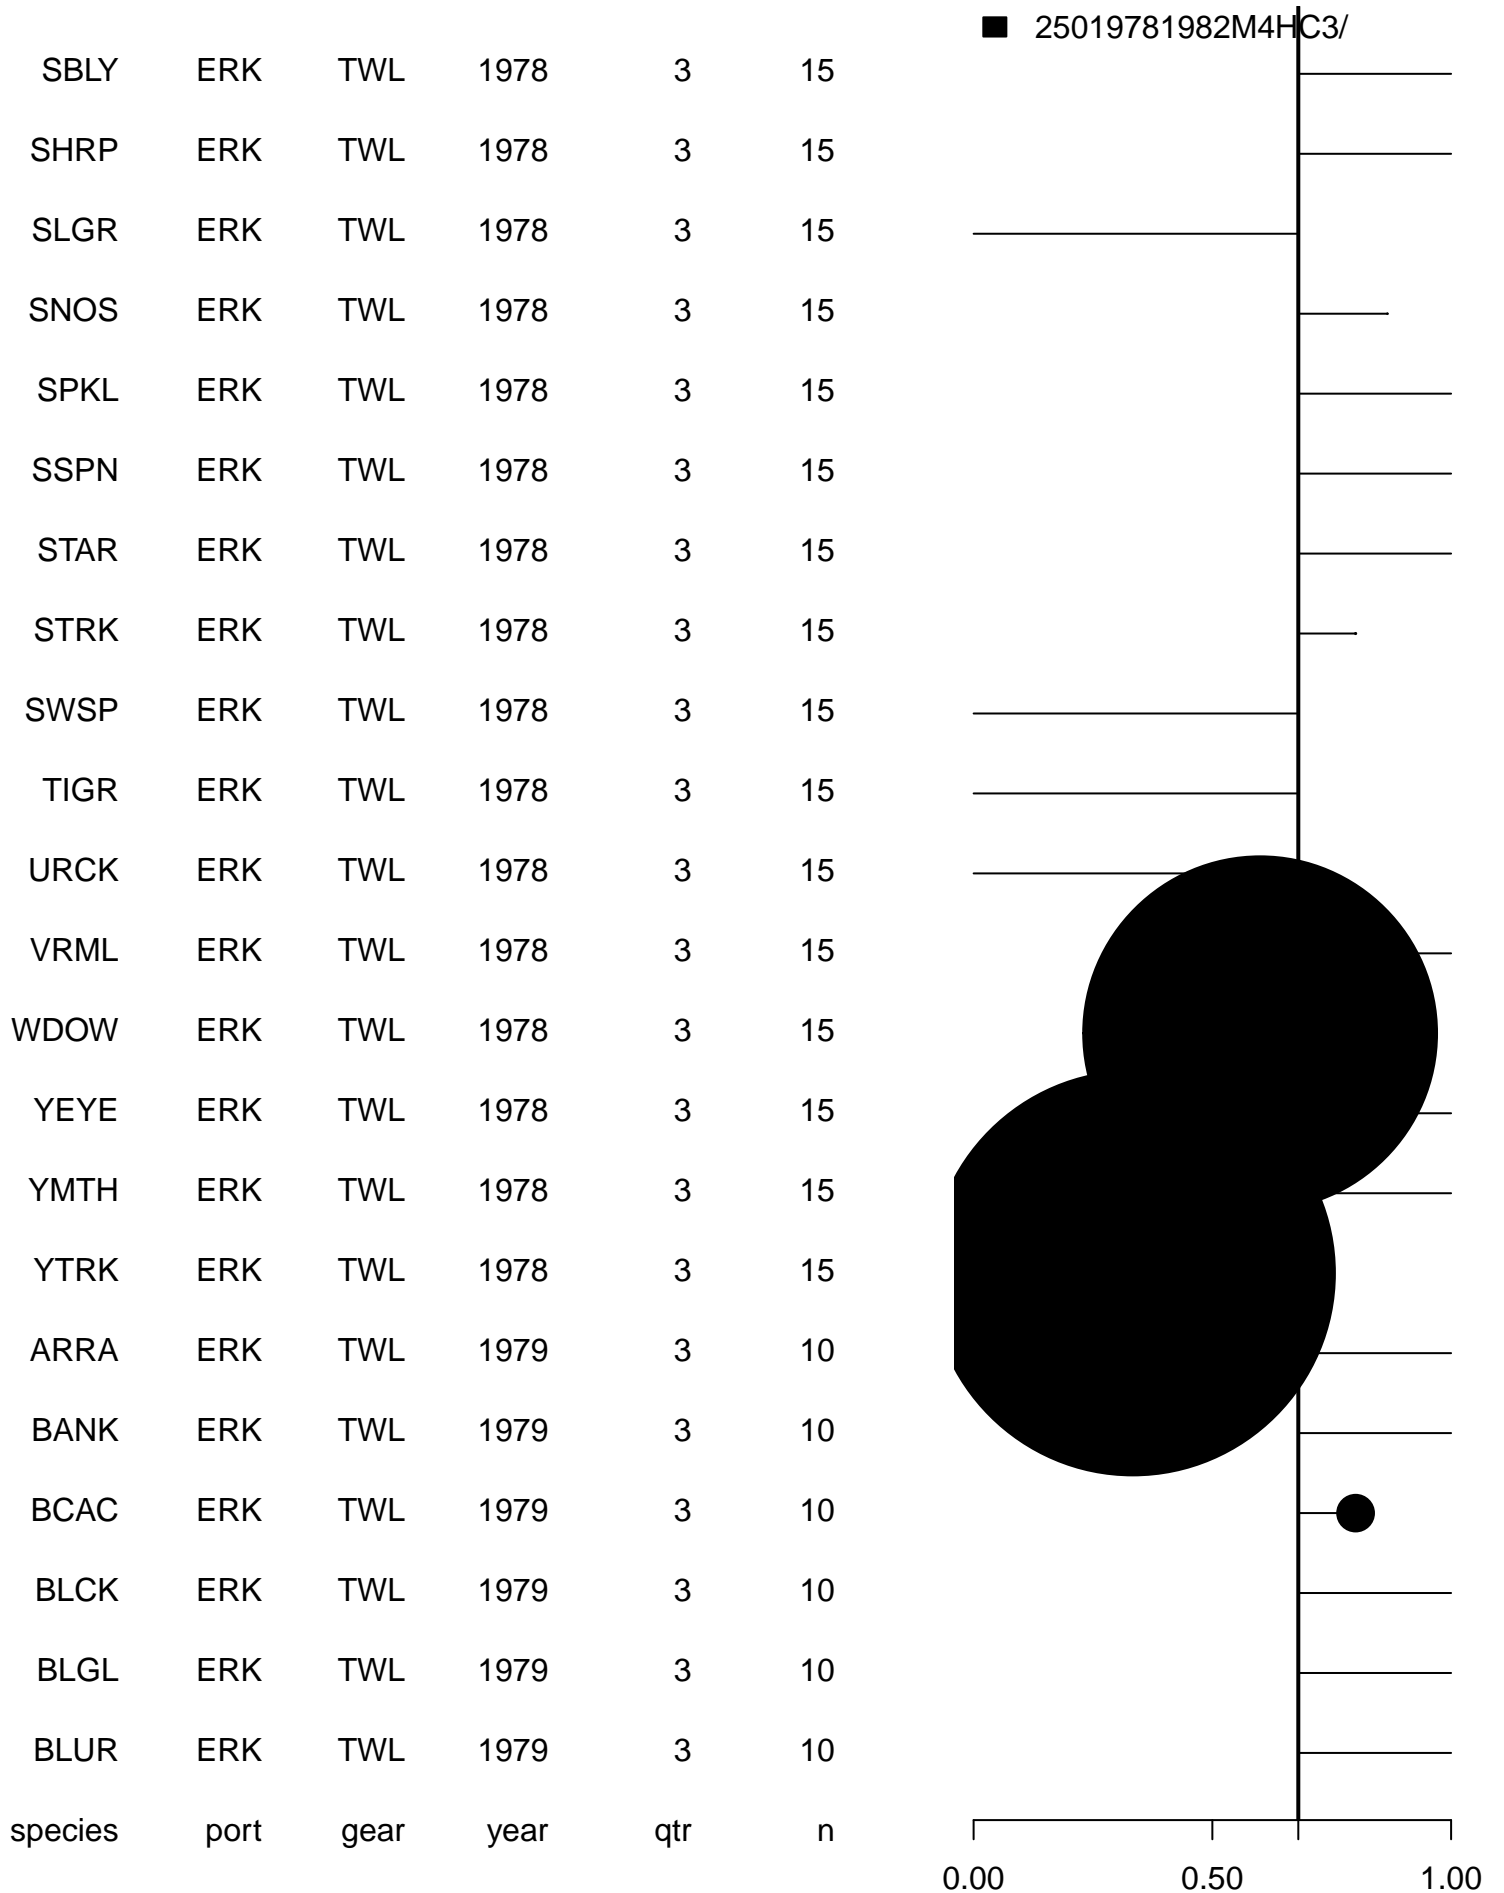 25019781982M4HC3/
SBLY ERK TWL 1978 3 15
SHRP ERK TWL 1978 3 15
SLGR ERK TWL 1978 3 15
SNOS ERK TWL 1978 3 15
SPKL ERK TWL 1978 3 15
SSPN ERK TWL 1978 3 15
STAR ERK TWL 1978 3 15
STRK ERK TWL 1978 3 15
SWSP ERK TWL 1978 3 15
TIGR ERK TWL 1978 3 15
URCK ERK TWL 1978 3 15
VRML ERK TWL 1978 3 15
WDOW ERK TWL 1978 3 15
YEYE ERK TWL 1978 3 15
YMTH ERK TWL 1978 3 15
YTRK ERK TWL 1978 3 15
ARRA ERK TWL 1979 3 10
BANK ERK TWL 1979 3 10
BCAC ERK TWL 1979 3 10
BLCK ERK TWL 1979 3 10
BLGL ERK TWL 1979 3 10
BLUR ERK TWL 1979 3 10
species port gear year qtr n
0.00 0.50 1.00